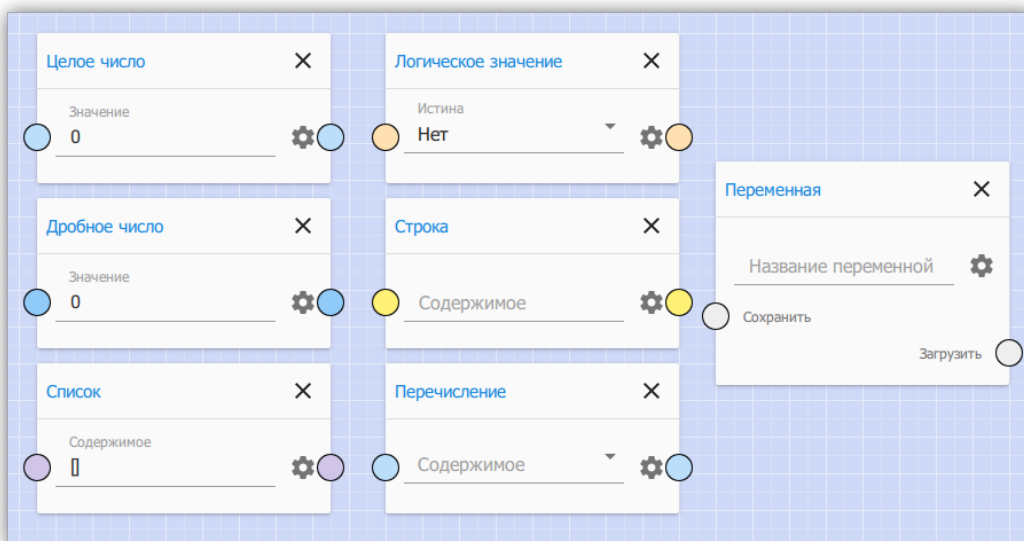 Целое число
Значение
0
Логическое значение
Истина
Нет
Дробное число
Значение
0
Строка
Содержимое
Переменная
Название переменной
Сохранить
Загрузить
Список
Содержимое
[]
Перечисление
Содержимое